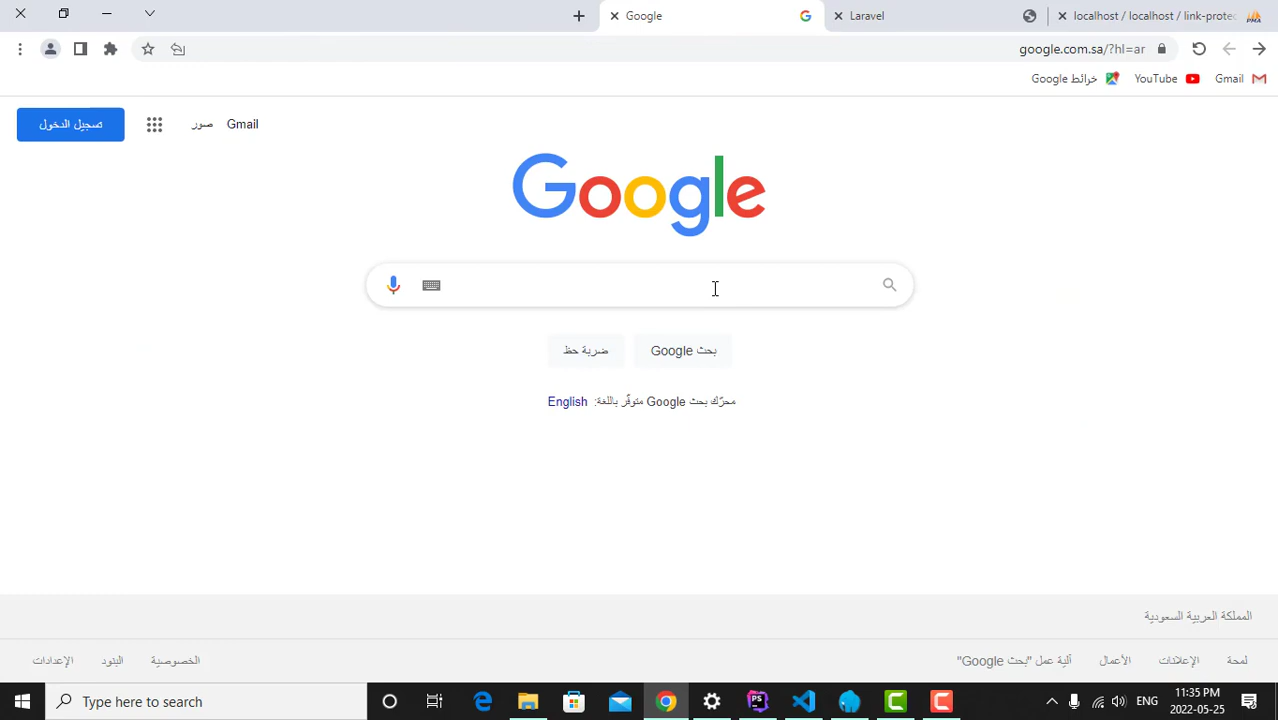 Google
Laravel
localhost / localhost / link-protec
google.com.sa/?hl=ar
Gmail
YouTube
خرائط Google
Gmail
صور
تسجيل الدخول
Google
بحث Google
ضربة حظ
محرّك بحث Google متوفّر باللغة: English
المملكة العربية السعودية
لمحة
الإعلانات
الأعمال
آلية عمل "بحث Google"
الخصوصية
البنود
الإعدادات
Type here to search
ENG
11:35 PM
2022-05-25